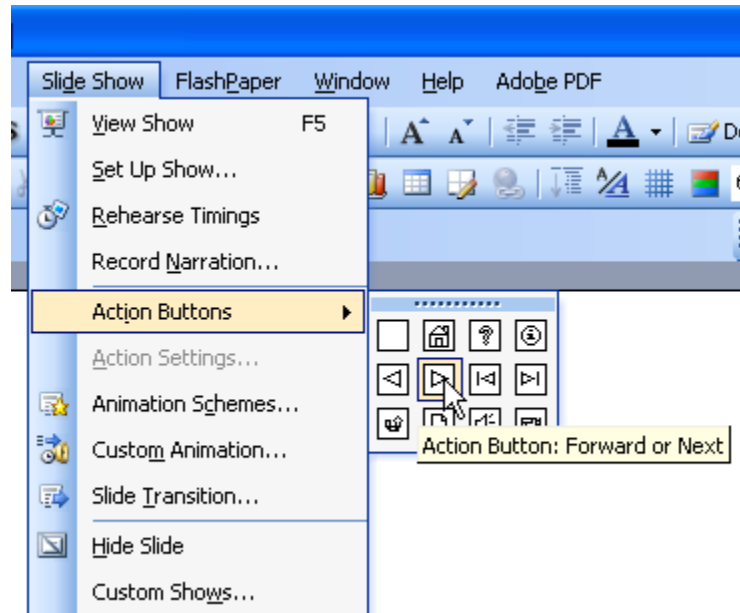 Slide Show FlashPaper Window Help Adobe PDF
View Show F5
Set Up Show...
Rehearse Timings
Record Narration...
Action Buttons
Action Settings...
Animation Schemes...
Action Button: Forward or Next
Custom Animation...
Slide Transition...
Hide Slide
Custom Shows...